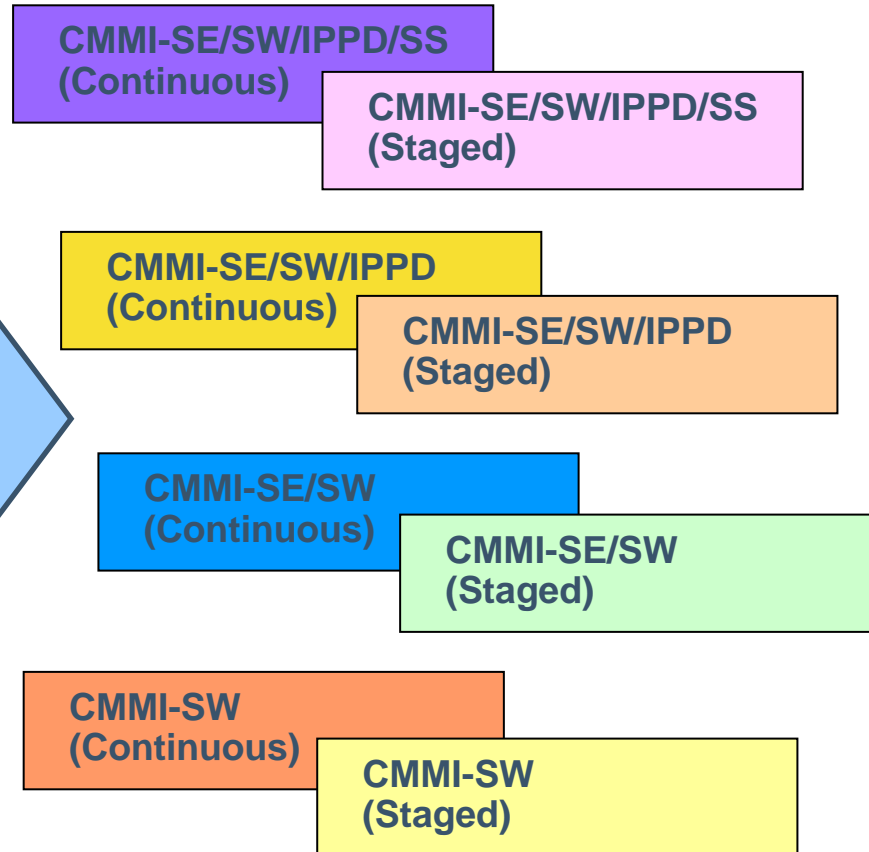 CMMI-SE/SW/IPPD/SS
(Continuous)
CMMI-SE/SW/IPPD/SS
(Staged)
CMMI-SE/SW/IPPD
(Continuous)
CMMI-SE/SW/IPPD
(Staged)
CMMI-SE/SW
(Continuous)
CMMI-SE/SW
(Staged)
CMMI-SW
(Continuous)
CMMI-SW
(Staged)